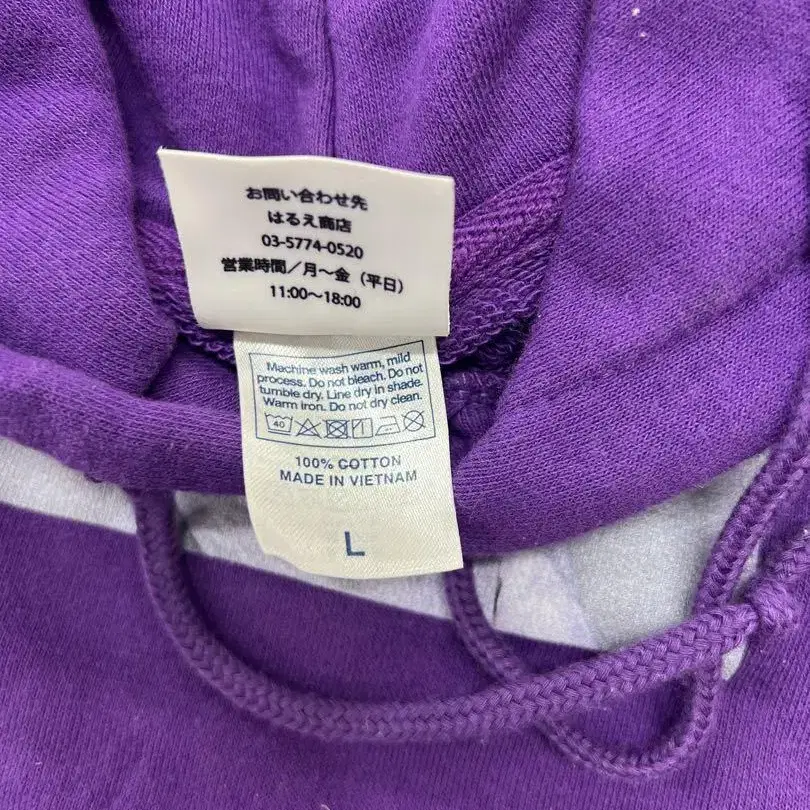 お問い合わせ先
はるえ商店
03-5774-0520
営業時間／月～金（平日）
11:00～18:00
Machine wash warm, mild
process. Do not bleach. Do not
tumble dry. Line dry in shade.
Warm iron. Do not dry clean.
40
100% COTTON
MADE IN VIETNAM
L